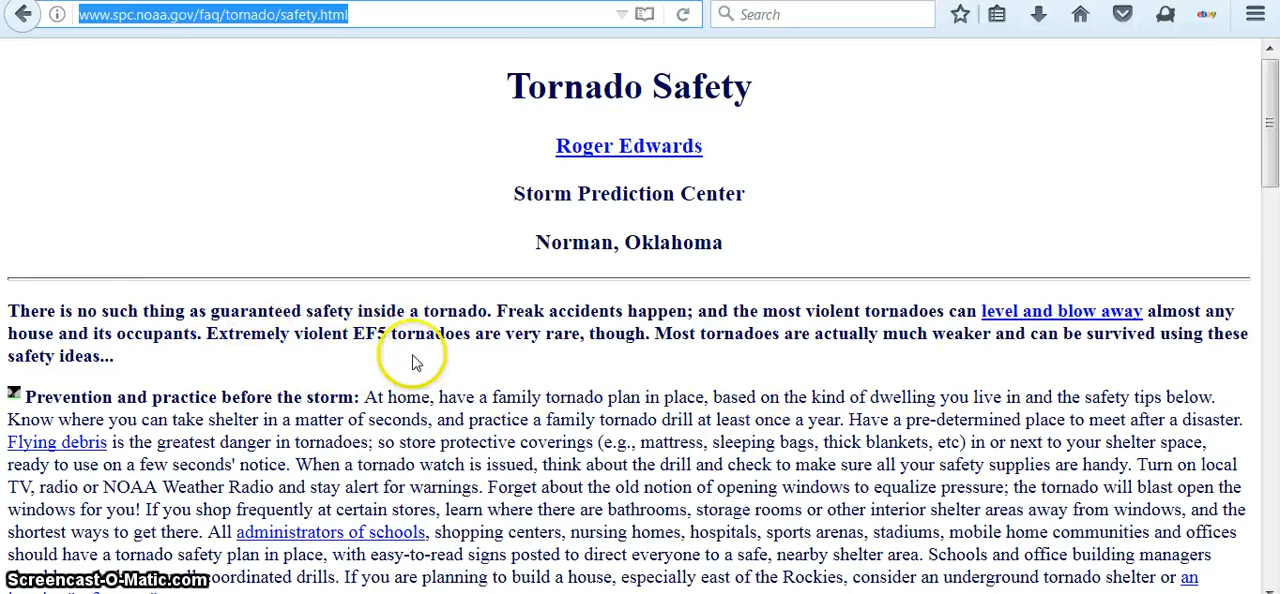 www.spc.noaa.gov/faq/tornado/safety.html
Search
ebay
Tornado Safety
Roger Edwards
Storm Prediction Center
Norman, Oklahoma
There is no such thing as guaranteed safety inside a tornado. Freak accidents happen; and the most violent tornadoes can level and blow away almost any
house and its occupants. Extremely violent EF5 tornadoes are very rare, though. Most tornadoes are actually much weaker and can be survived using these
safety ideas...
Prevention and practice before the storm: At home, have a family tornado plan in place, based on the kind of dwelling you live in and the safety tips below.
Know where you can take shelter in a matter of seconds, and practice a family tornado drill at least once a year. Have a pre-determined place to meet after a disaster.
Flying debris is the greatest danger in tornadoes; so store protective coverings (e.g., mattress, sleeping bags, thick blankets, etc) in or next to your shelter space,
ready to use on a few seconds' notice. When a tornado watch is issued, think about the drill and check to make sure all your safety supplies are handy. Turn on local
TV, radio or NOAA Weather Radio and stay alert for warnings. Forget about the old notion of opening windows to equalize pressure; the tornado will blast open the
windows for you! If you shop frequently at certain stores, learn where there are bathrooms, storage rooms or other interior shelter areas away from windows, and the
shortest ways to get there. All administrators of schools, shopping centers, nursing homes, hospitals, sports arenas, stadiums, mobile home communities and offices
should have a tornado safety plan in place, with easy-to-read signs posted to direct everyone to a safe, nearby shelter area. Schools and office building managers
coordinated drills. If you are planning to build a house, especially east of the Rockies, consider an underground tornado shelter or an
Screencast-O-Matic.com